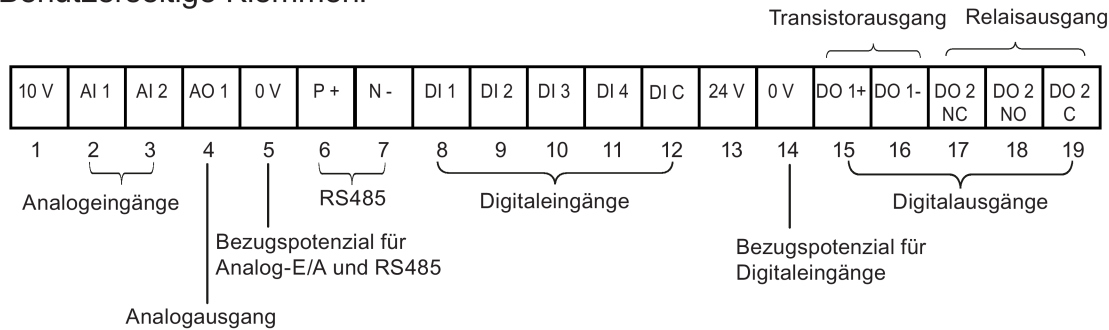 Benutzerseitige Klemmen:
Transistorausgang Relaisausgang
10 V AI 1 AI 2 AO 1 0 V P + N - DI 1 DI 2 DI 3 DI 4 DI C 24 V 0 V DO 1+ DO 1- DO 2 NC DO 2 NO DO 2 C
1 2 3 4 5 6 7 8 9 10 11 12 13 14 15 16 17 18 19
Analogeingänge
RS485
Digitaleingänge
Digitalausgänge
Bezugspotenzial für
Analog-E/A und RS485
Bezugspotenzial für
Digitaleingänge
Analogausgang